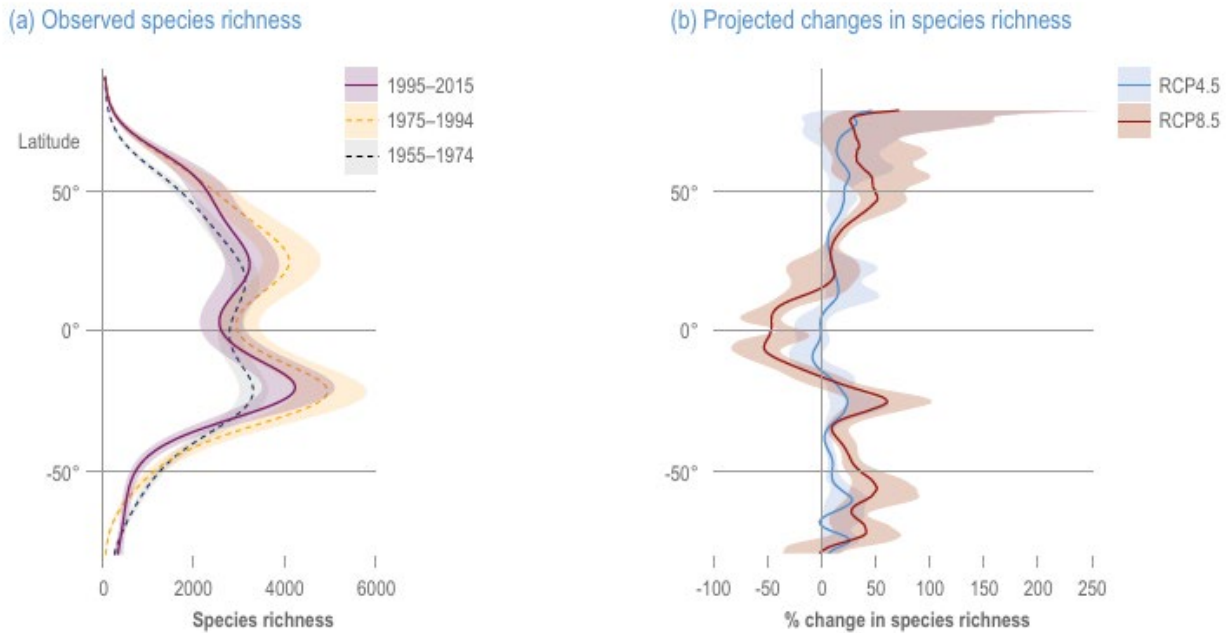 (a) Observed species richness
1995–2015
1975–1994
1955–1974
Latitude
50°
0°
-50°
0 2000 4000 6000
Species richness
(b) Projected changes in species richness
RCP4.5
RCP8.5
50°
0°
-50°
-100 -50 0 50 100 150 200 250
% change in species richness